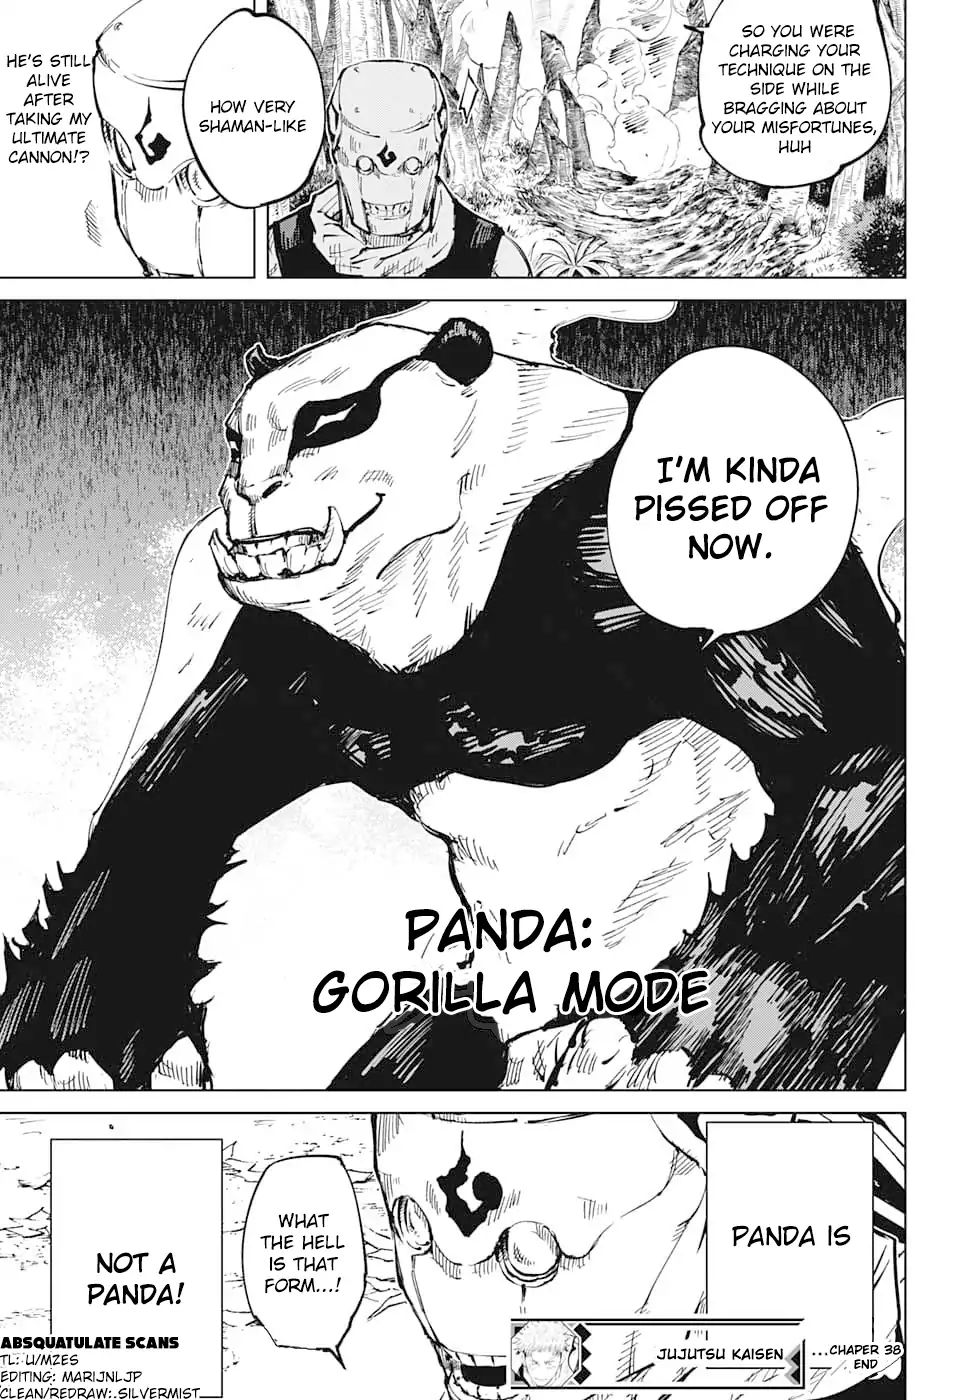 SO YOU WERE
CHARGING YOUR
TECHNIQUE ON
THE SIDE WHILE
BRAGGING ABOUT
YOUR MISFORTUNES,
HUH
HOW VERY
SHAMAN-LIKE
HE'S STILL
ALIVE
AFTER
TAKING MY
ULTIMATE
CANNON!?
I'M KINDA
PISSED OFF
NOW.
PANDA:
GORILLA MODE
PANDA IS
WHAT
THE HELL
IS THAT
FORM...!
NOT A
PANDA!
JUJUTSU KAISEN
...CHAPER 38
END
ABSQUATULATE SCANS
TL: U/MZES
EDITING: MARIJNLJP
CLEAN/REDRAW: SILVERMIST